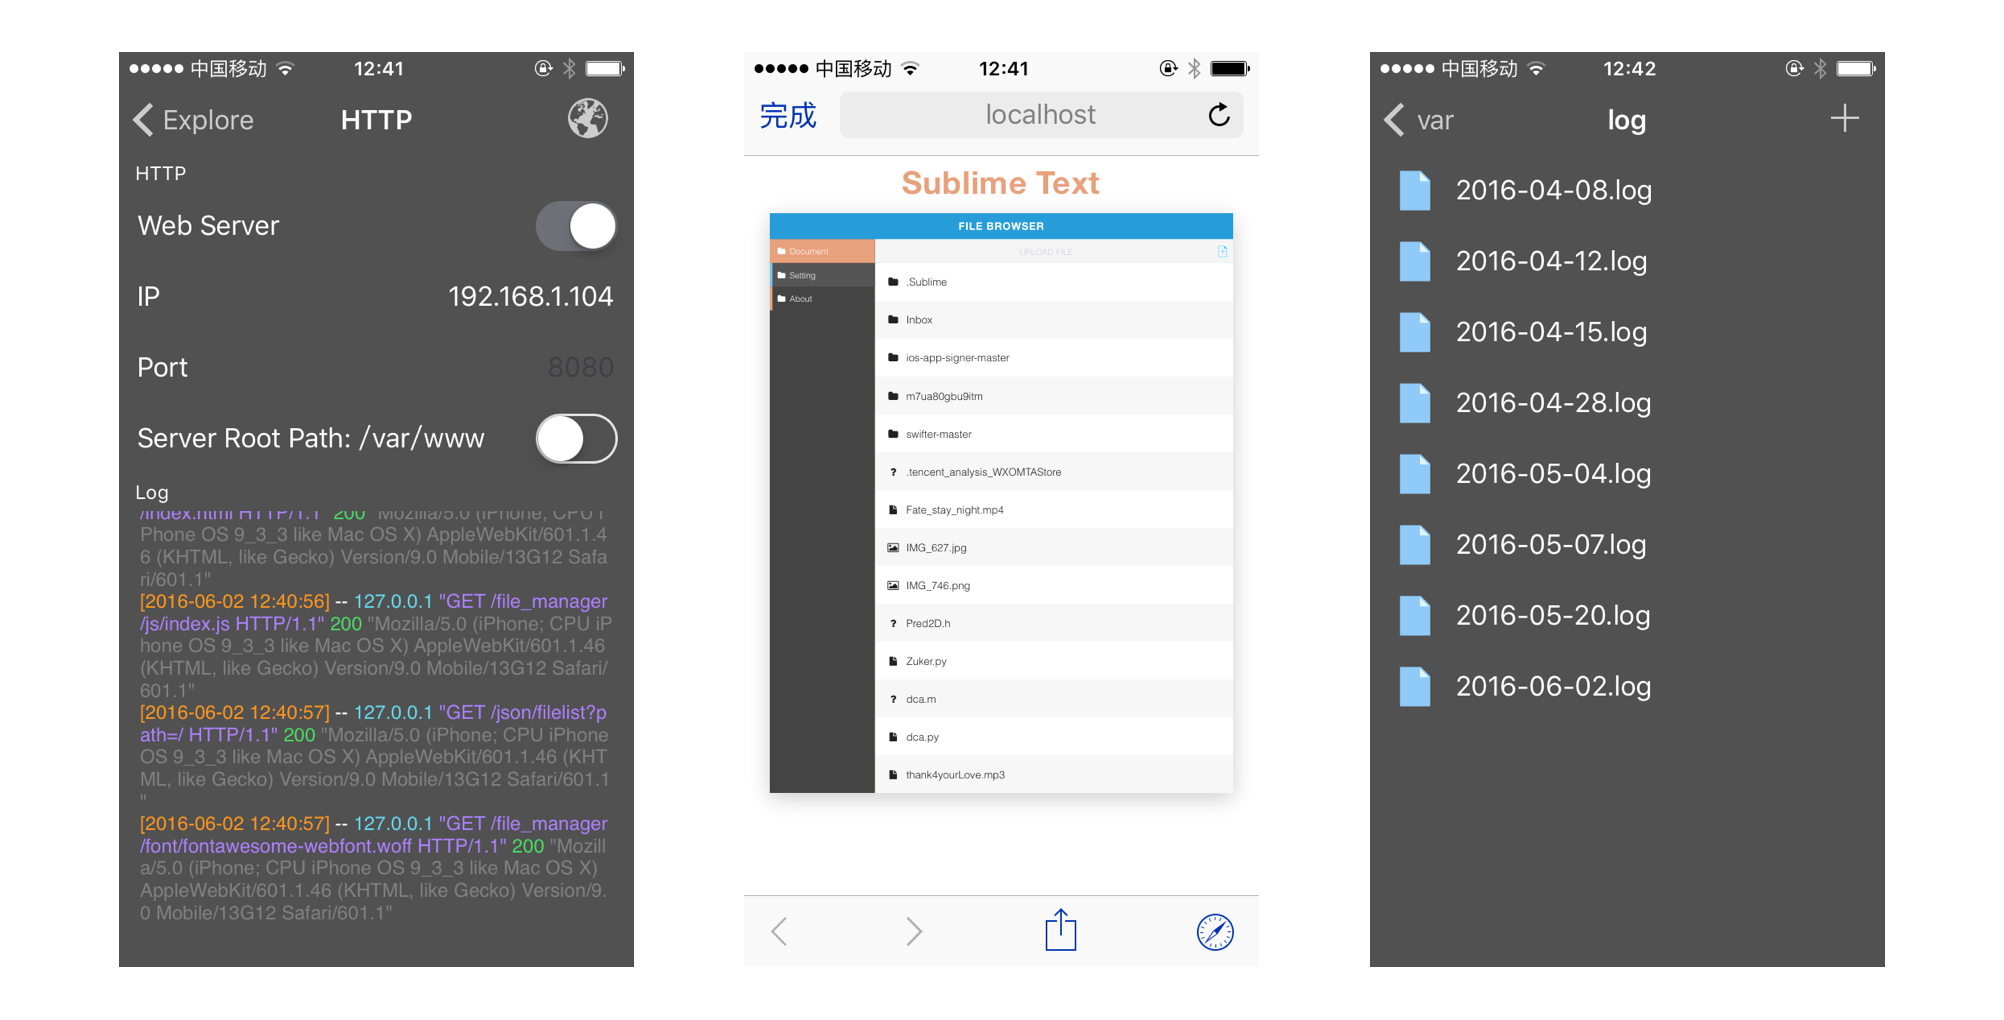 中国移动
12:41
Explore
HTTP
HTTP
Web Server
IP
192.168.1.104
Port
8080
Server Root Path: /var/www
Log
/index.html HTTP/1.1" 200 "Mozilla/5.0 (iPhone; CPU i
Phone OS 9_3_3 like Mac OS X) AppleWebKit/601.1.4
6 (KHTML, like Gecko) Version/9.0 Mobile/13G12 Safa
ri/601.1"
[2016-06-02 12:40:56] -- 127.0.0.1 "GET /file_manager
/js/index.js HTTP/1.1" 200 "Mozilla/5.0 (iPhone; CPU iP
hone OS 9_3_3 like Mac OS X) AppleWebKit/601.1.46
(KHTML, like Gecko) Version/9.0 Mobile/13G12 Safari/
601.1"
[2016-06-02 12:40:57] -- 127.0.0.1 "GET /json/filelist?p
ath=/ HTTP/1.1" 200 "Mozilla/5.0 (iPhone; CPU iPhone
OS 9_3_3 like Mac OS X) AppleWebKit/601.1.46 (KHT
ML, like Gecko) Version/9.0 Mobile/13G12 Safari/601.1
"
[2016-06-02 12:40:57] -- 127.0.0.1 "GET /file_manager
/font/fontawesome-webfont.woff HTTP/1.1" 200 "Mozill
a/5.0 (iPhone; CPU iPhone OS 9_3_3 like Mac OS X)
AppleWebKit/601.1.46 (KHTML, like Gecko) Version/9.
0 Mobile/13G12 Safari/601.1"
中国移动
12:41
完成
localhost
Sublime Text
FILE BROWSER
Document
Setting
About
UPLOAD FILE
.Sublime
Inbox
ios-app-signer-master
m7ua80gbu9itm
swifter-master
.tencent_analysis_WXOMTAStore
Fate_stay_night.mp4
IMG_627.jpg
IMG_746.png
Pred2D.h
Zuker.py
dca.m
dca.py
thank4yourLove.mp3
中国移动
12:42
var
log
2016-04-08.log
2016-04-12.log
2016-04-15.log
2016-04-28.log
2016-05-04.log
2016-05-07.log
2016-05-20.log
2016-06-02.log